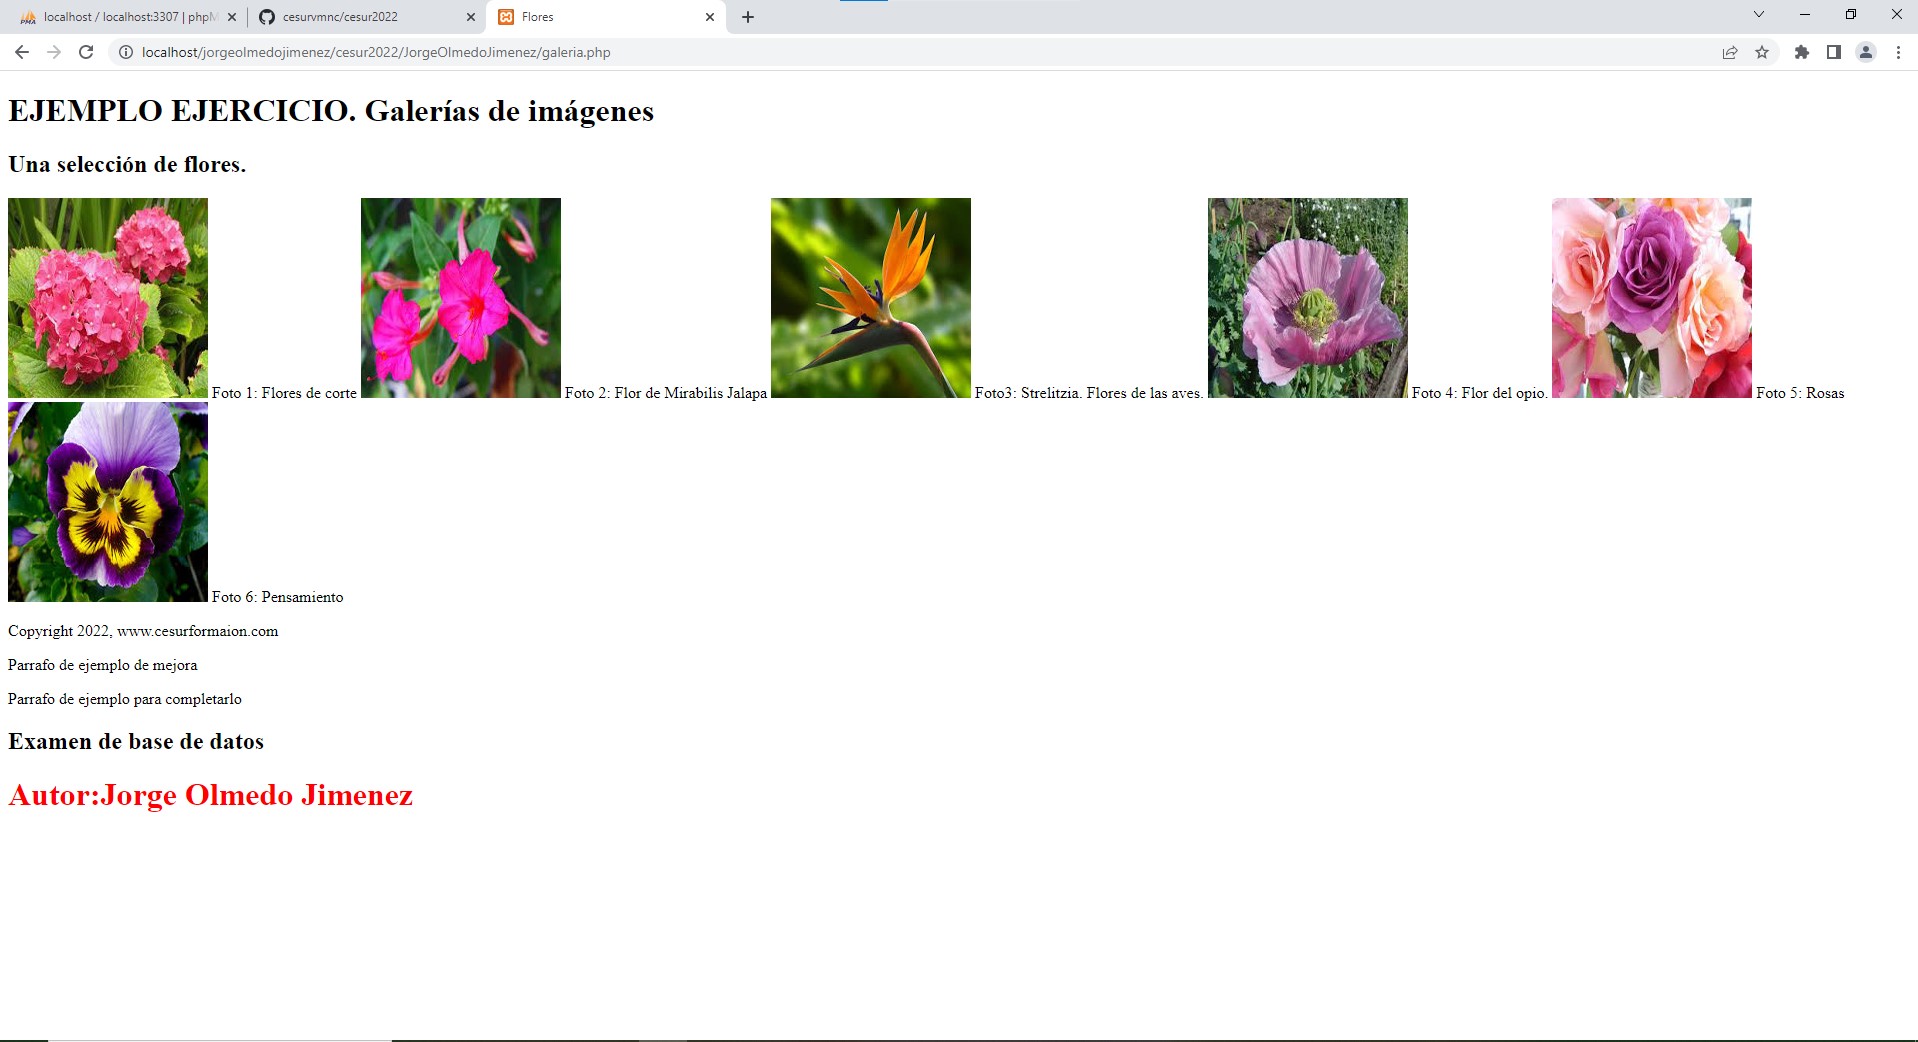 localhost / localhost:3307 | phpM
cesurvmnc/cesur2022
Flores
localhost/jorgeolmedojimenez/cesur2022/JorgeOlmedoJimenez/galeria.php
EJEMPLO EJERCICIO. Galerías de imágenes
Una selección de flores.
Foto 1: Flores de corte
Foto 2: Flor de Mirabilis Jalapa
Foto3: Strelitzia. Flores de las aves.
Foto 4: Flor del opio.
Foto 5: Rosas
Foto 6: Pensamiento
Copyright 2022, www.cesurformaion.com
Parrafo de ejemplo de mejora
Parrafo de ejemplo para completarlo
Examen de base de datos
Autor:Jorge Olmedo Jimenez